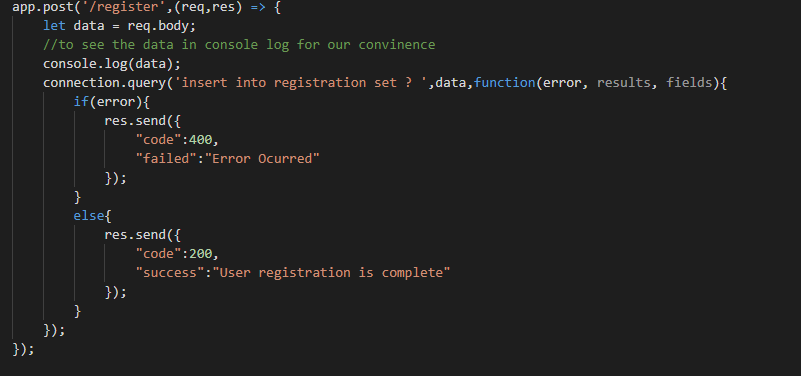 app.post('/register',(req,res) => {
let data = req.body;
//to see the data in console log for our convinence
console.log(data);
connection.query('insert into registration set ? ',data,function(error, results, fields){
if(error){
res.send({
"code":400,
"failed":"Error Ocurred"
});
}
else{
res.send({
"code":200,
"success":"User registration is complete"
});
}
});
});